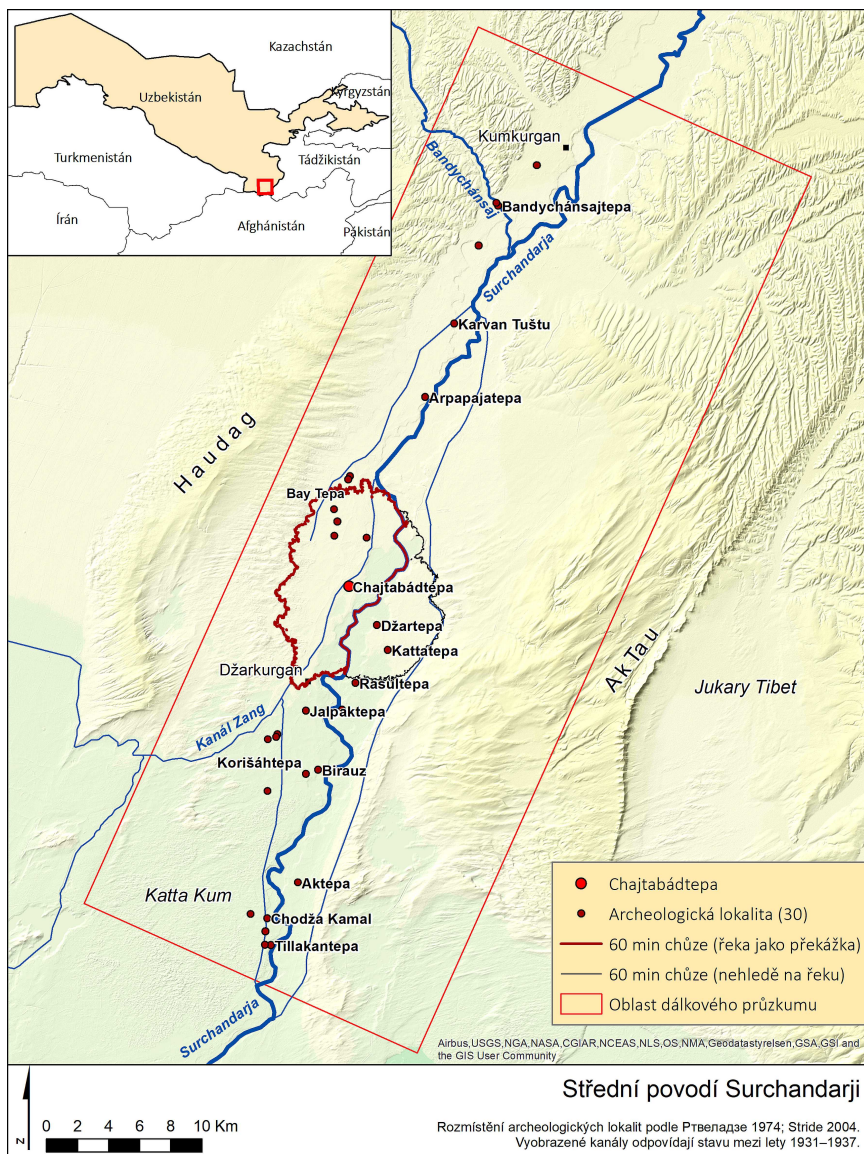 Kazachstán
Uzbekistán
Kyrgyzstán
Turkmenistán
Tádžikistán
Írán
Afghánistán
Pákistán
Kumkurgan
Bandychánsaj
Bandychánsajtepa
Surchandarja
Karvan Tuštu
Arpapajatepa
Haudag
Bay Tepa
Chajtabádtepa
Džartepa
Kattatepa
Džarkurgan
Rasultepa
AkTau
Jukary Tibet
Jalpaktepa
Kanál Zang
Korišáhtepa
Birauz
Aktepa
Katta Kum
Chodža Kamal
Tillakantepa
Surchandarja
Chajtabádtepa
Archeologická lokalita (30)
60 min chůze (řeka jako překážka)
60 min chůze (nehledě na řeku)
Oblast dálkového průzkumu
Airbus,USGS,NGA,NASA,CGIAR,NCEAS,NLS,OS,NMA,Geodatastyrelsen,GSA,GSI and
the GIS User Community
Střední povodí Surchandarji
N
0 2 4 6 8 10 Km
Rozmístění archeologických lokalit podle Ртвеладзе 1974; Stride 2004.
Vyobrazené kanály odpovídají stavu mezi lety 1931–1937.